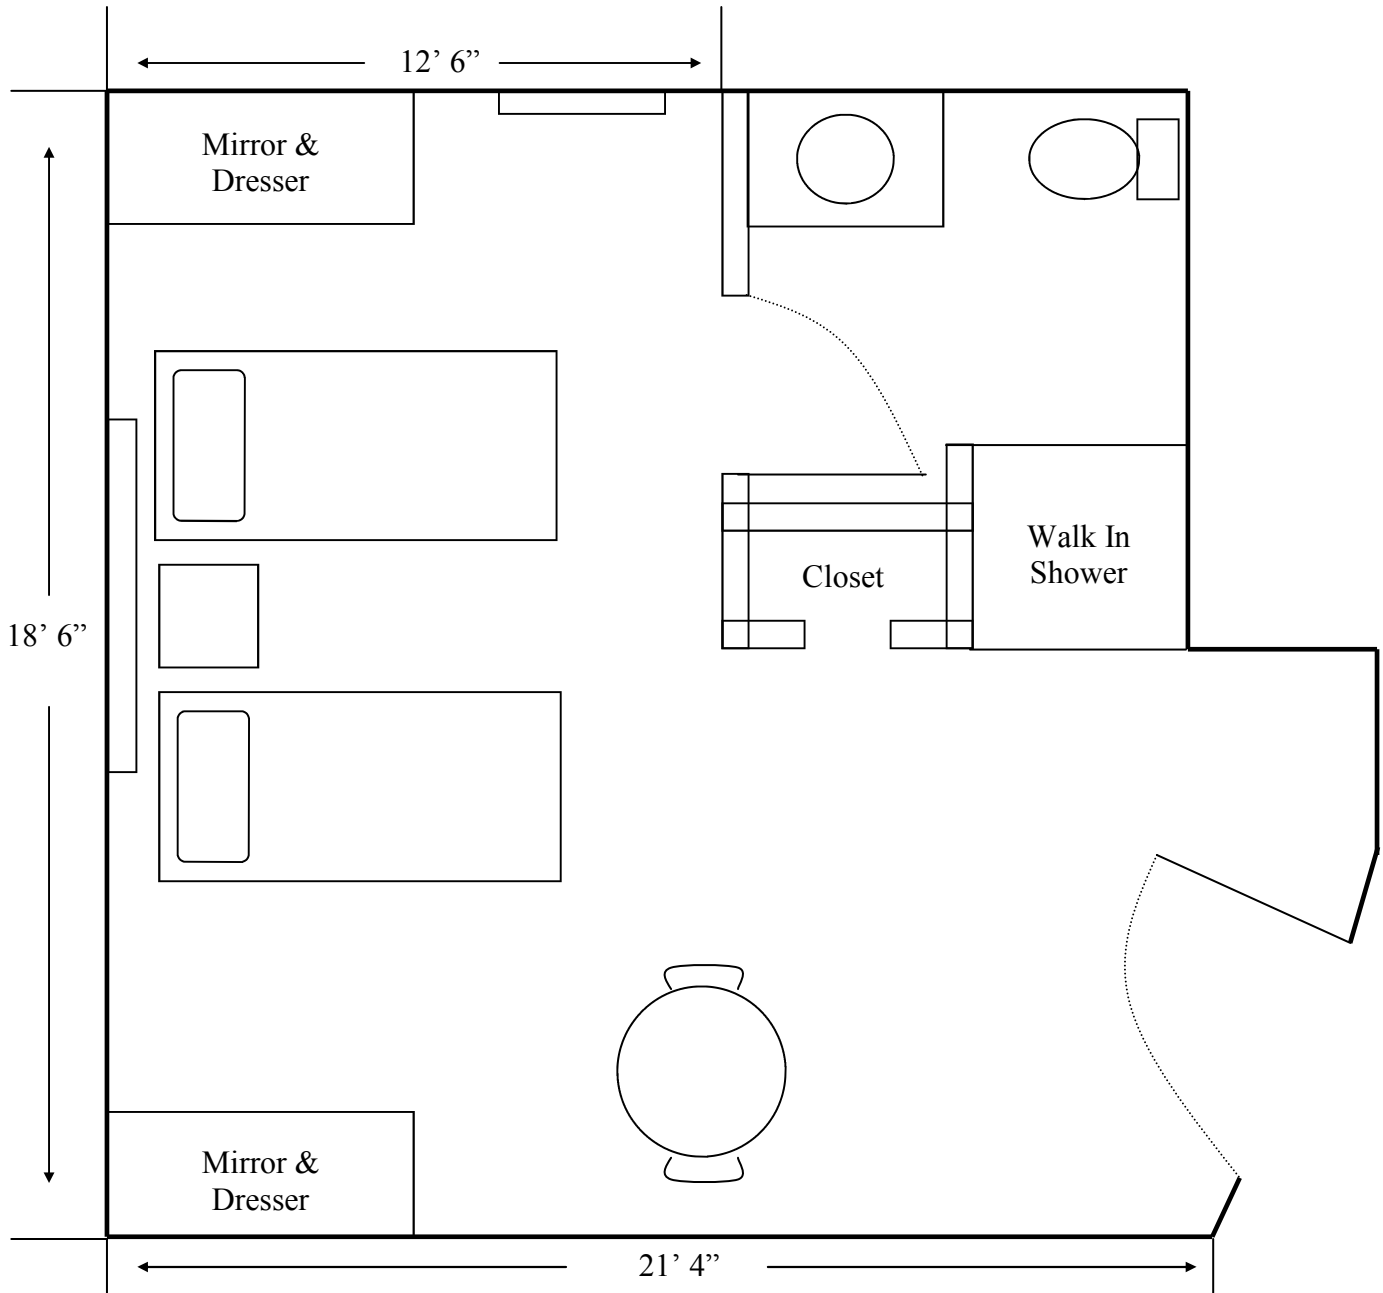 12’ 6”
Mirror &
Dresser
Walk In
Shower
Closet
18’ 6”
Mirror &
Dresser
21’ 4”